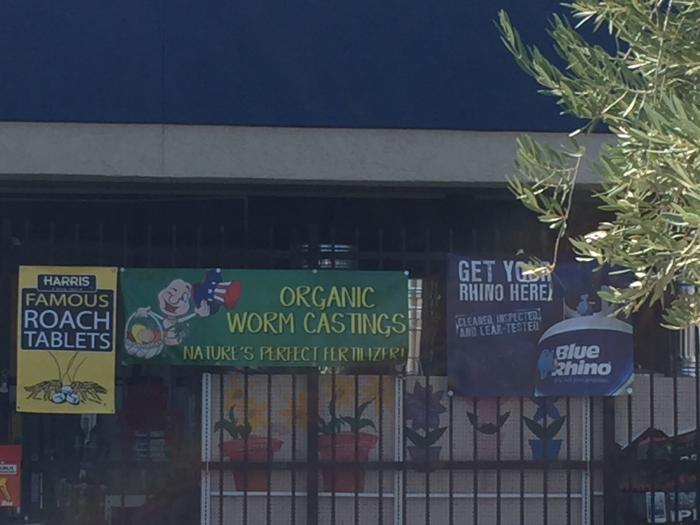 HARRIS
FAMOUS
ROACH
TABLETS
ORGANIC
WORM CASTINGS
NATURE'S PERFECT FERTILIZER!
GET YOUR
RHINO HERE!
CLEANED, INSPECTED,
AND LEAK-TESTED
Blue
Rhino